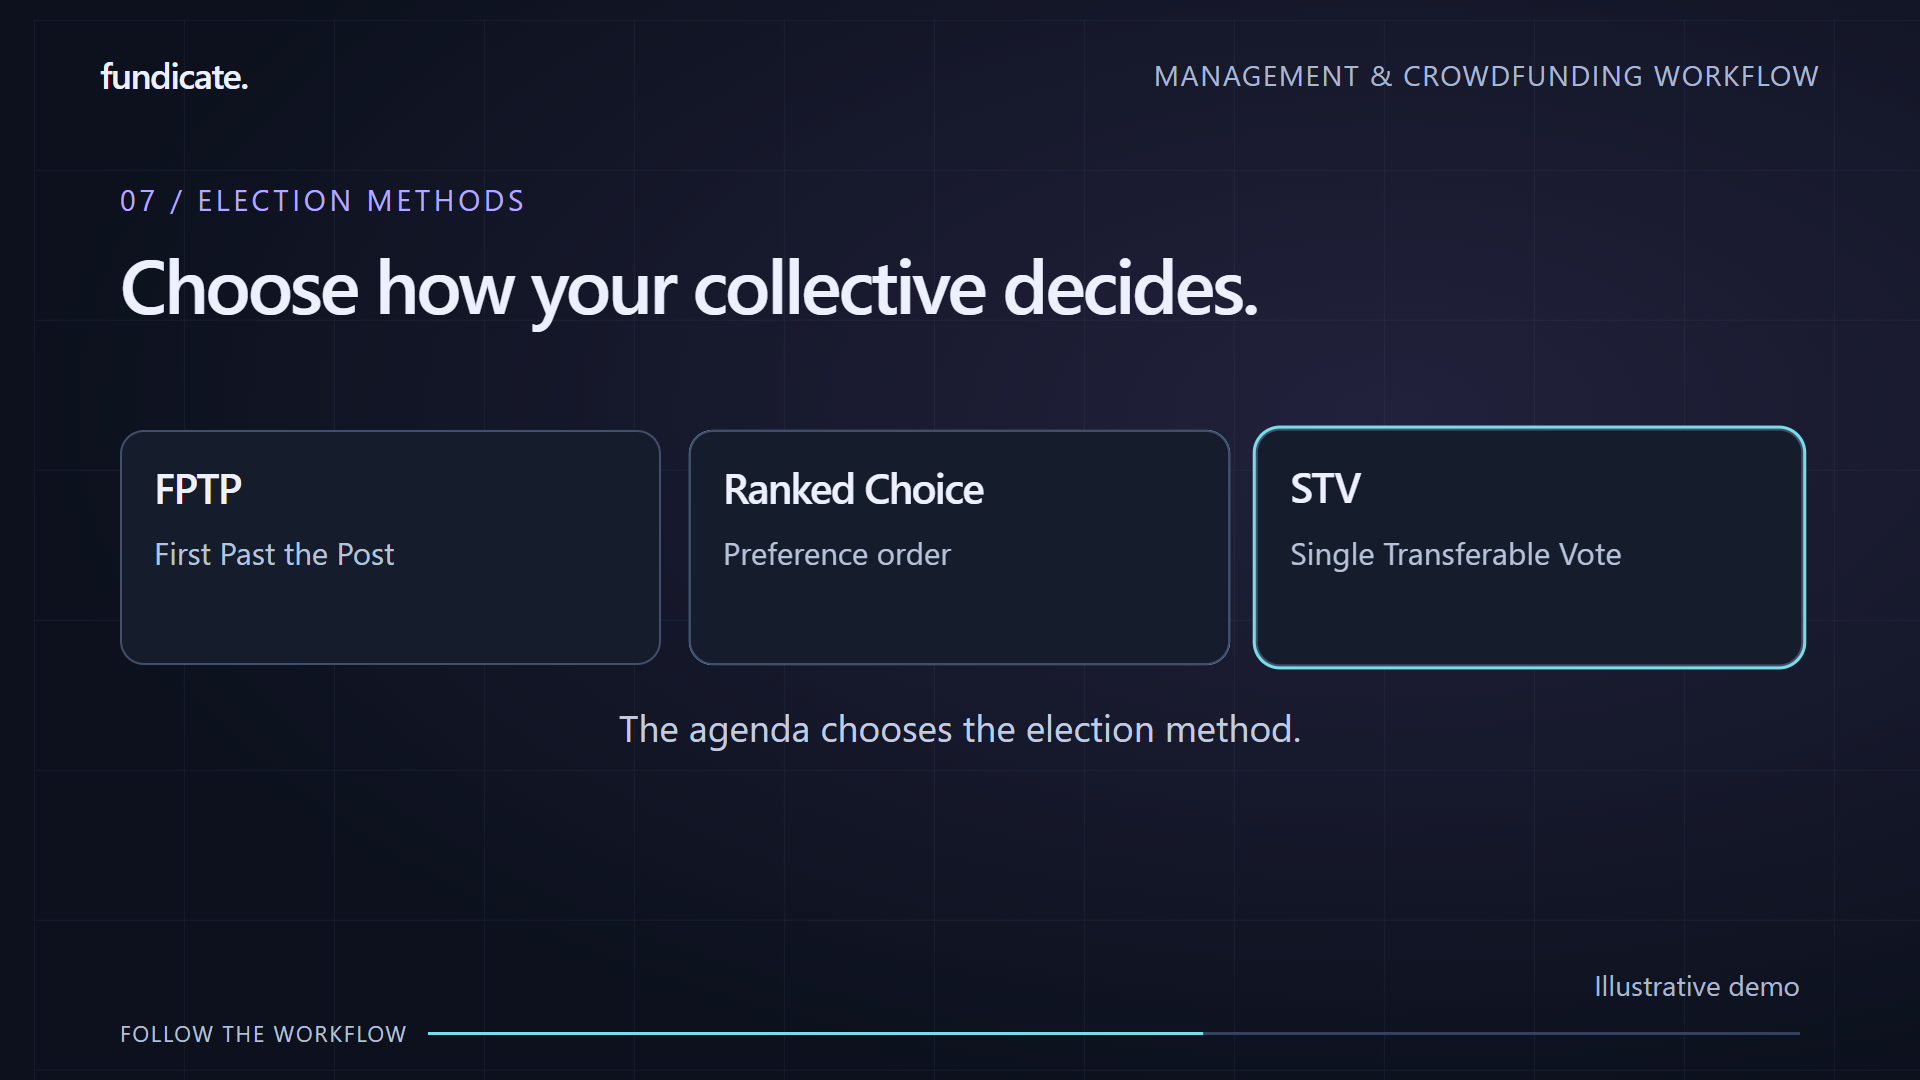 fundicate.
MANAGEMENT & CROWDFUNDING WORKFLOW
07 / ELECTION METHODS
Choose how your collective decides.
FPTP
First Past the Post
Ranked Choice
Preference order
STV
Single Transferable Vote
The agenda chooses the election method.
Illustrative demo
FOLLOW THE WORKFLOW